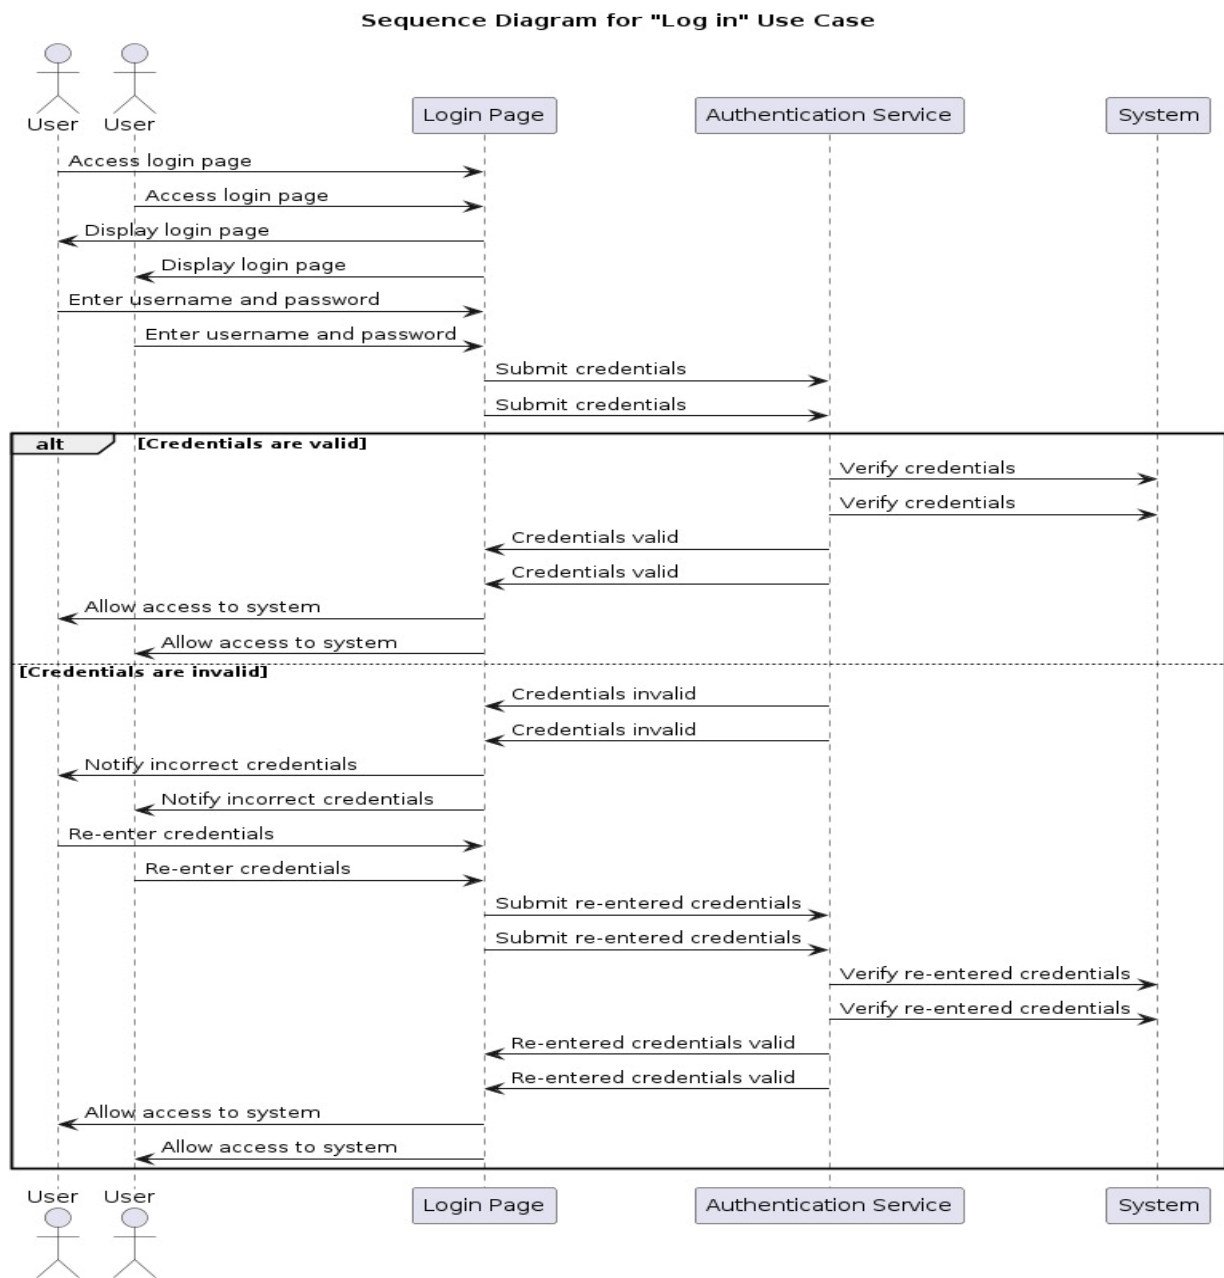 Sequence Diagram for "Log in" Use Case
User User
Login Page Authentication Service System
Access login page
Access login page
Display login page
Display login page
Enter username and password
Enter username and password
Submit credentials
Submit credentials
alt [Credentials are valid]
Verify credentials
Verify credentials
Credentials valid
Credentials valid
Allow access to system
Allow access to system
[Credentials are invalid]
Credentials invalid
Credentials invalid
Notify incorrect credentials
Notify incorrect credentials
Re-enter credentials
Re-enter credentials
Submit re-entered credentials
Submit re-entered credentials
Verify re-entered credentials
Verify re-entered credentials
Re-entered credentials valid
Re-entered credentials valid
Allow access to system
Allow access to system
User User
Login Page Authentication Service System